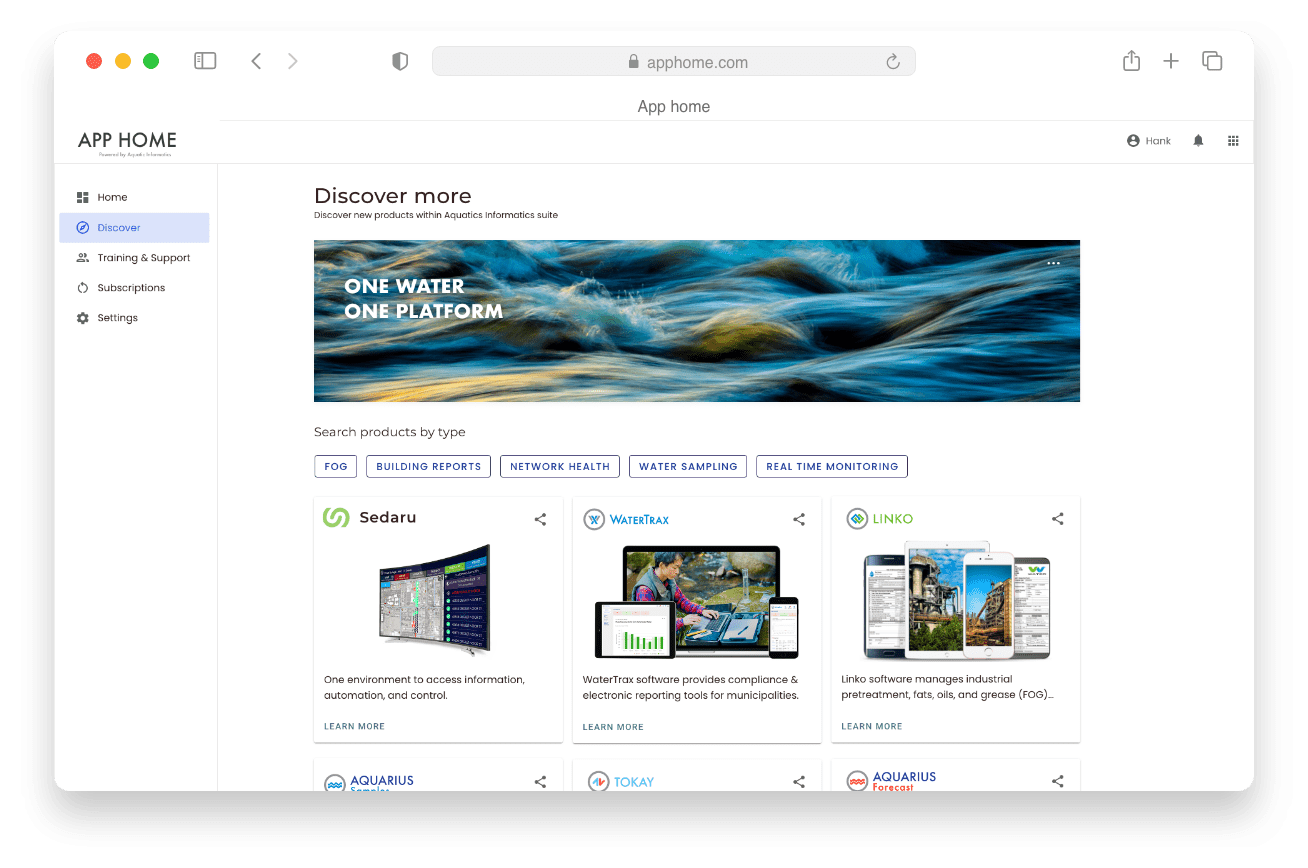 apphome.com
App home
APP HOME
Powered by Aquatic Informatics
Hank
Home
Discover
Training & Support
Subscriptions
Settings
Discover more
Discover new products within Aquatics Informatics suite
ONE WATER
ONE PLATFORM
Search products by type
FOG
BUILDING REPORTS
NETWORK HEALTH
WATER SAMPLING
REAL TIME MONITORING
Sedaru
WATERTRAX
LINKO
One environment to access information,
automation, and control.
LEARN MORE
WaterTrax software provides compliance &
electronic reporting tools for municipalities.
LEARN MORE
Linko software manages industrial
pretreatment, fats, oils, and grease (FOG)...
LEARN MORE
AQUARIUS
Samples
TOKAY
AQUARIUS
Forecast